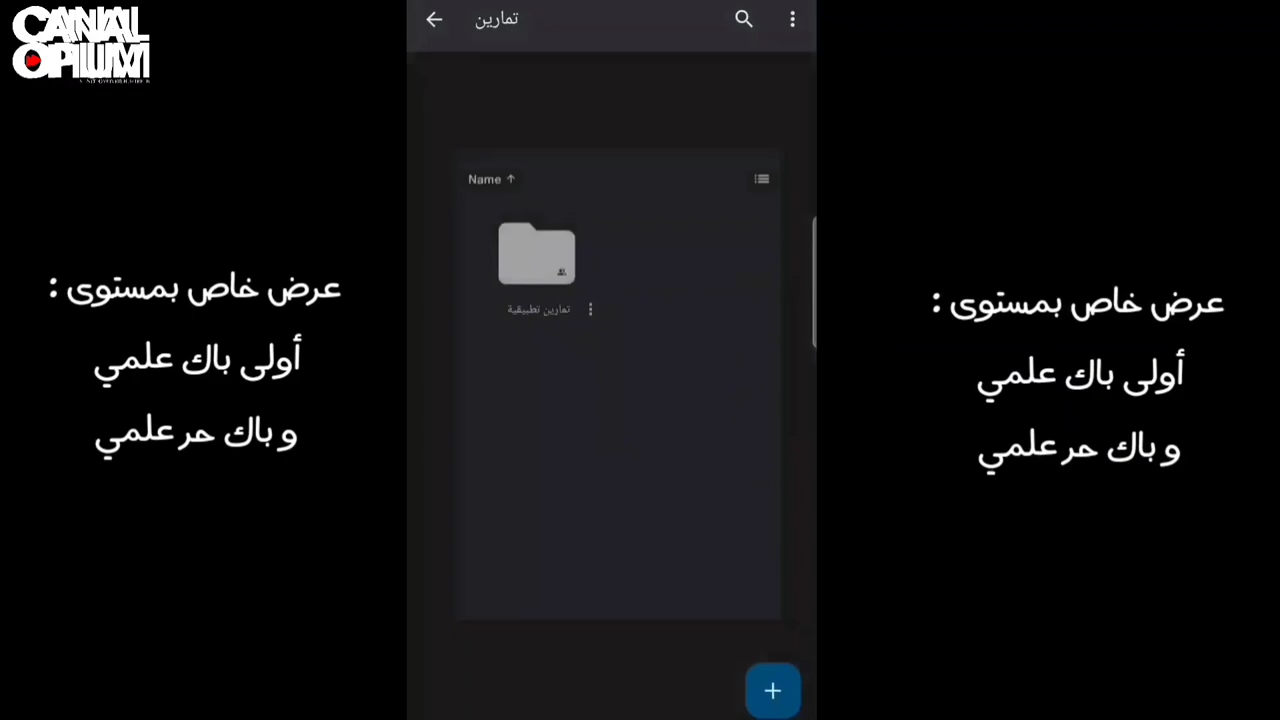 CANAL
OPIUM
تمارين
Name
تمارين تطبيقية
عرض خاص بمستوى :
أولى باك علمي
و باك حر علمي
عرض خاص بمستوى :
أولى باك علمي
و باك حر علمي